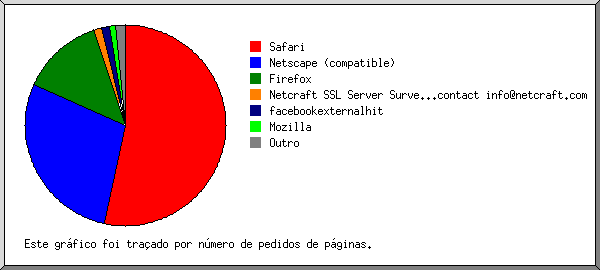 Safari
Netscape (compatible)
Firefox
Netcraft SSL Server Surve...contact info@netcraft.com
facebookexternalhit
Mozilla
Outro
Este gráfico foi traçado por número de pedidos de páginas.